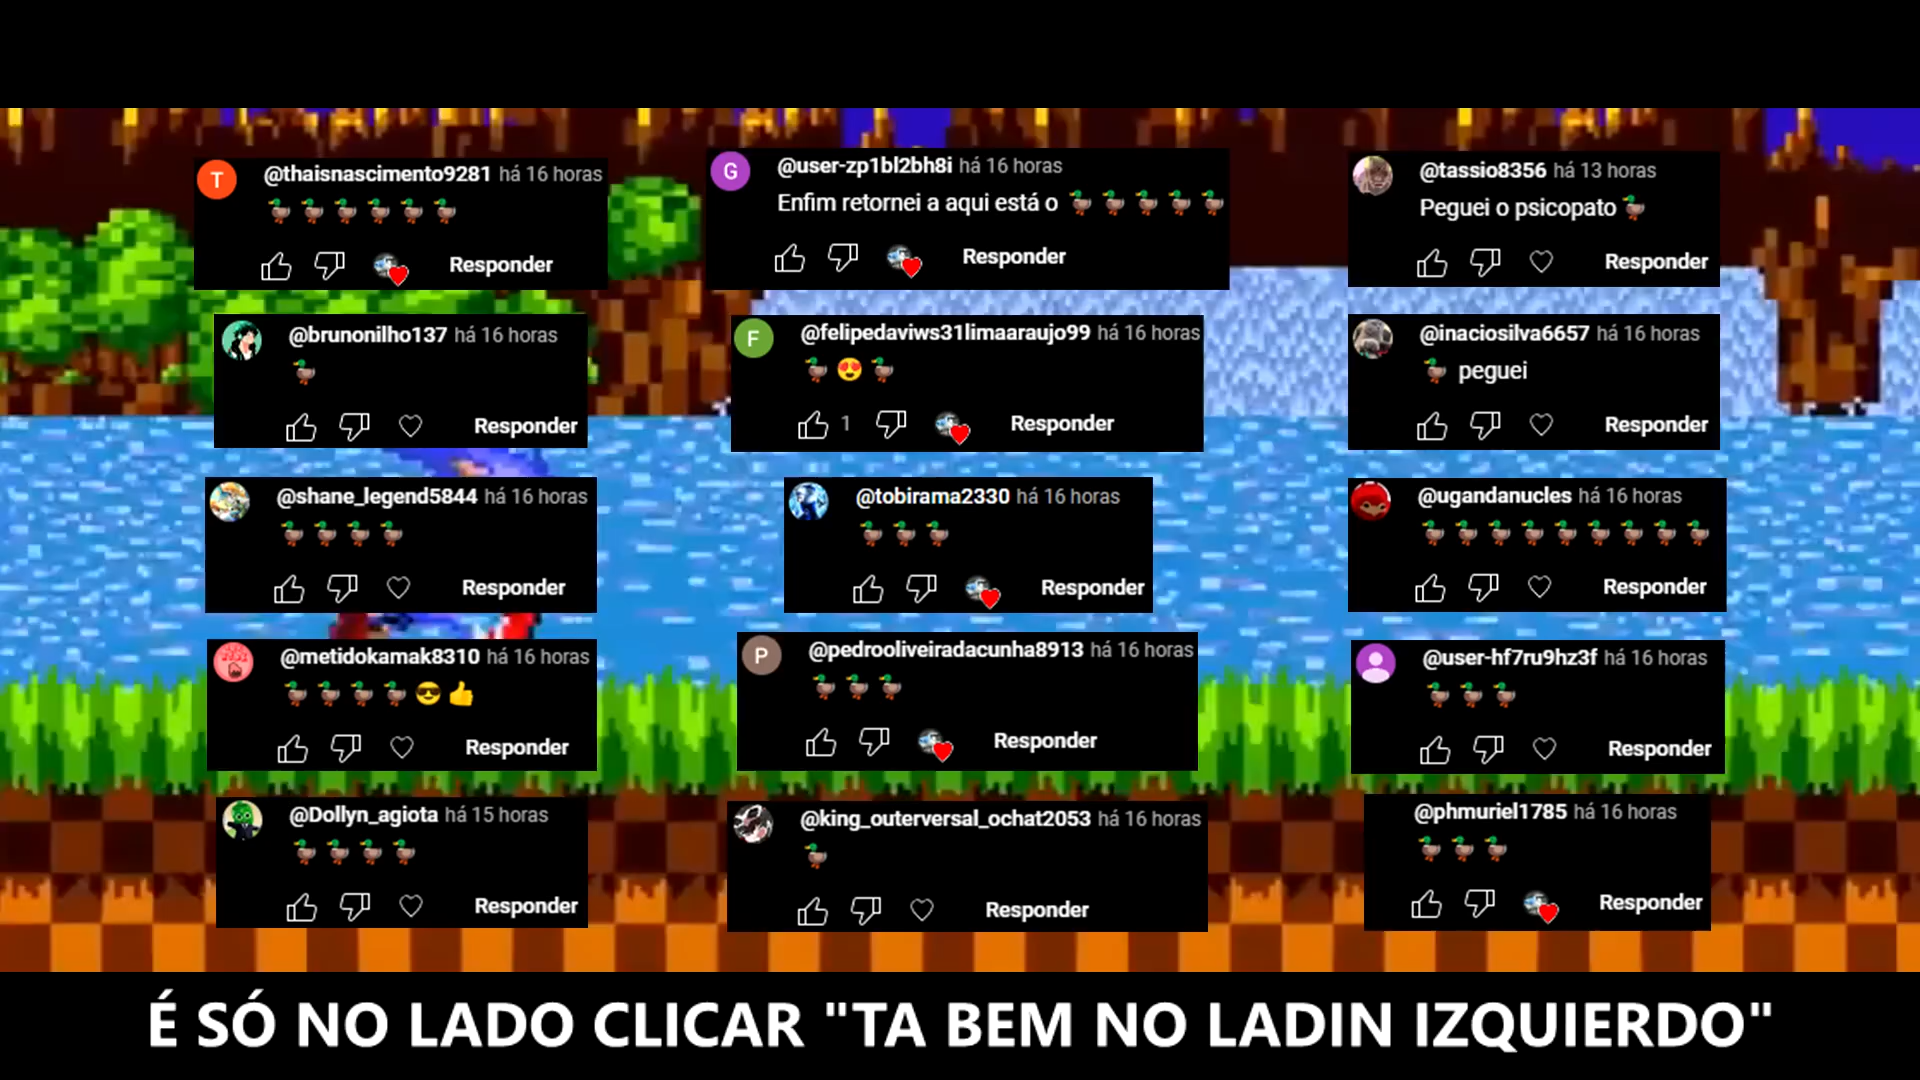 T
@thaisnascimento9281 há 16 horas
🦆🦆🦆🦆🦆🦆
Responder
G
@user-zp1bl2bh8i há 16 horas
Enfim retornei a aqui está o 🦆🦆🦆🦆🦆
Responder
@tassio8356 há 13 horas
Peguei o psicopato 🦆
Responder
@brunonilho137 há 16 horas
🦆
Responder
F
@felipedaviws31limaaraujo99 há 16 horas
🦆😍🦆
1 Responder
@inaciosilva6657 há 16 horas
🦆 peguei
Responder
@shane_legend5844 há 16 horas
🦆🦆🦆🦆
Responder
@tobirama2330 há 16 horas
🦆🦆🦆
Responder
@ugandanucles há 16 horas
🦆🦆🦆🦆🦆🦆🦆🦆🦆
Responder
@metidokamak8310 há 16 horas
🦆🦆🦆🦆😎👍
Responder
P
@pedrooliveiradacunha8913 há 16 horas
🦆🦆🦆
Responder
@user-hf7ru9hz3f há 16 horas
🦆🦆🦆
Responder
@Dollyn_agiota há 15 horas
🦆🦆🦆🦆
Responder
@king_outerversal_ochat2053 há 16 horas
🦆
Responder
@phmuriel1785 há 16 horas
🦆🦆🦆
Responder
É SÓ NO LADO CLICAR "TA BEM NO LADIN IZQUIERDO"